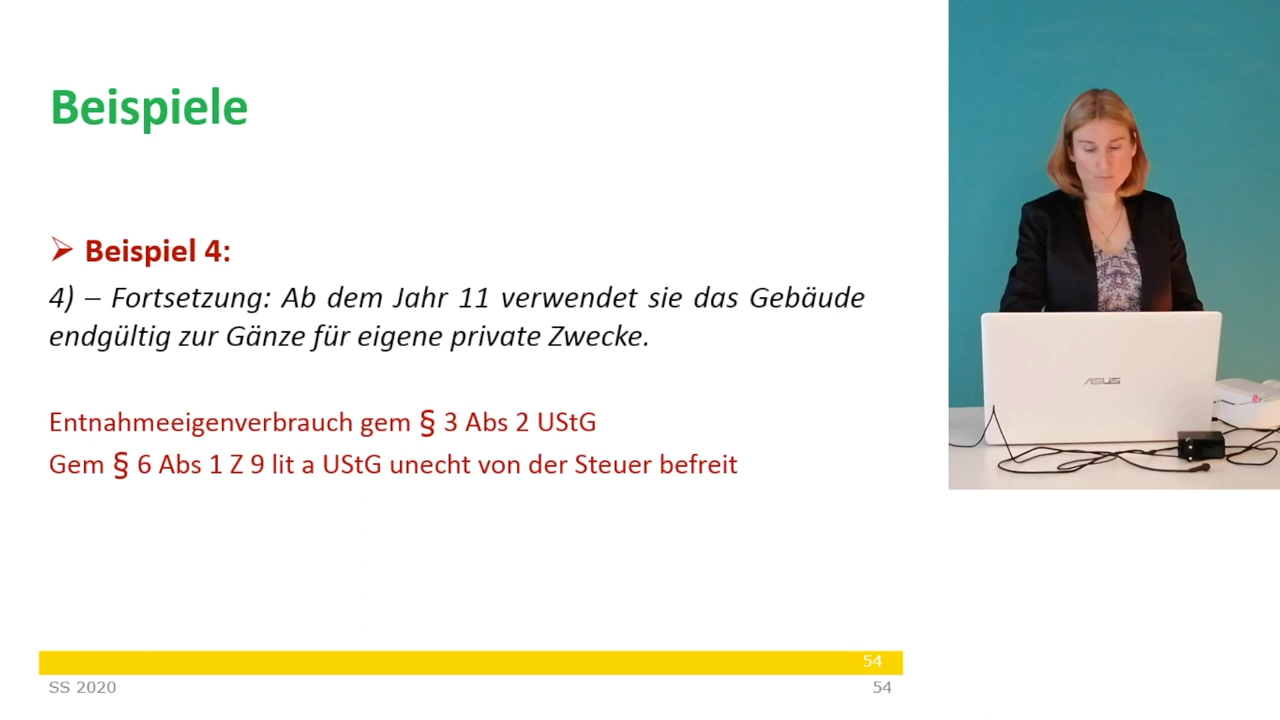 Beispiele
➢ Beispiel 4:
4) – Fortsetzung: Ab dem Jahr 11 verwendet sie das Gebäude
endgültig zur Gänze für eigene private Zwecke.
Entnahmeeigenverbrauch gem § 3 Abs 2 UStG
Gem § 6 Abs 1 Z 9 lit a UStG unecht von der Steuer befreit
54
SS 2020
54
ASUS